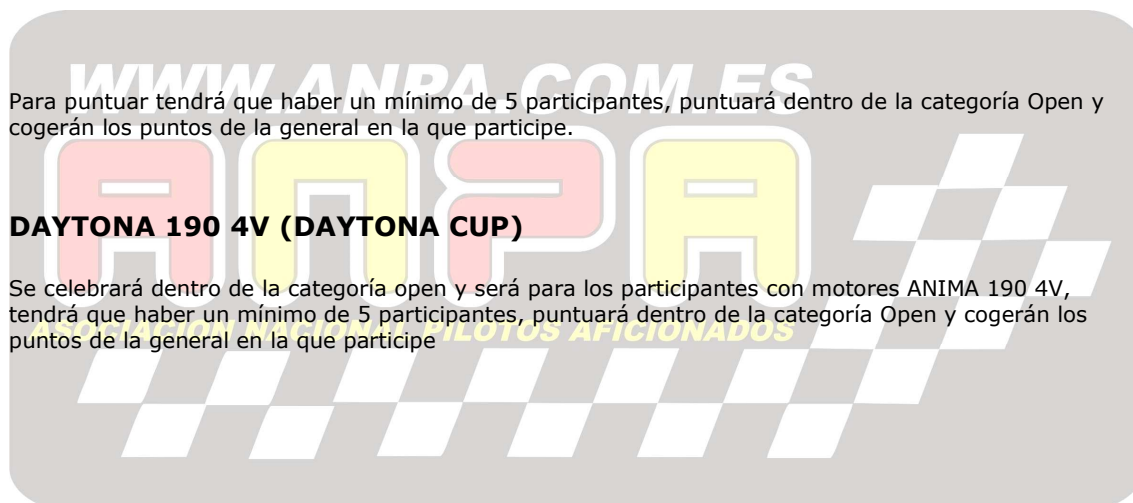 WWW.ANPA.COM.ES
Para puntuar tendrá que haber un mínimo de 5 participantes, puntuará dentro de la categoría Open y
cogerán los puntos de la general en la que participe.
ANPA
DAYTONA 190 4V (DAYTONA CUP)
Se celebrará dentro de la categoría open y será para los participantes con motores ANIMA 190 4V,
tendrá que haber un mínimo de 5 participantes, puntuará dentro de la categoría Open y cogerán los
ASOCIACION NACIONAL PILOTOS AFICIONADOS
puntos de la general en la que participe